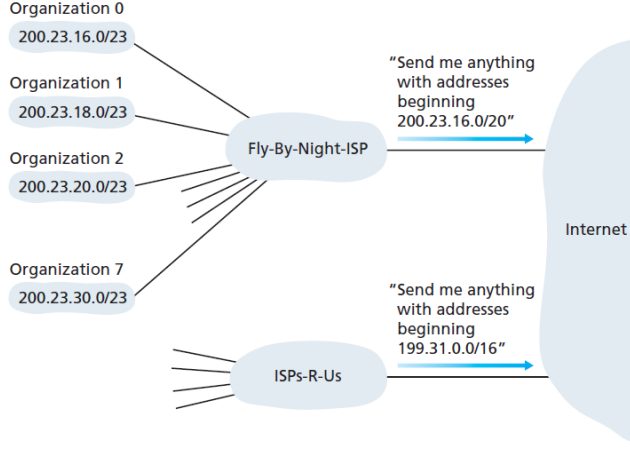 Organization 0
200.23.16.0/23
Organization 1
200.23.18.0/23
Organization 2
200.23.20.0/23
Organization 7
200.23.30.0/23
Fly-By-Night-ISP
“Send me anything
with addresses
beginning
200.23.16.0/20”
Internet
ISPs-R-Us
“Send me anything
with addresses
beginning
199.31.0.0/16”